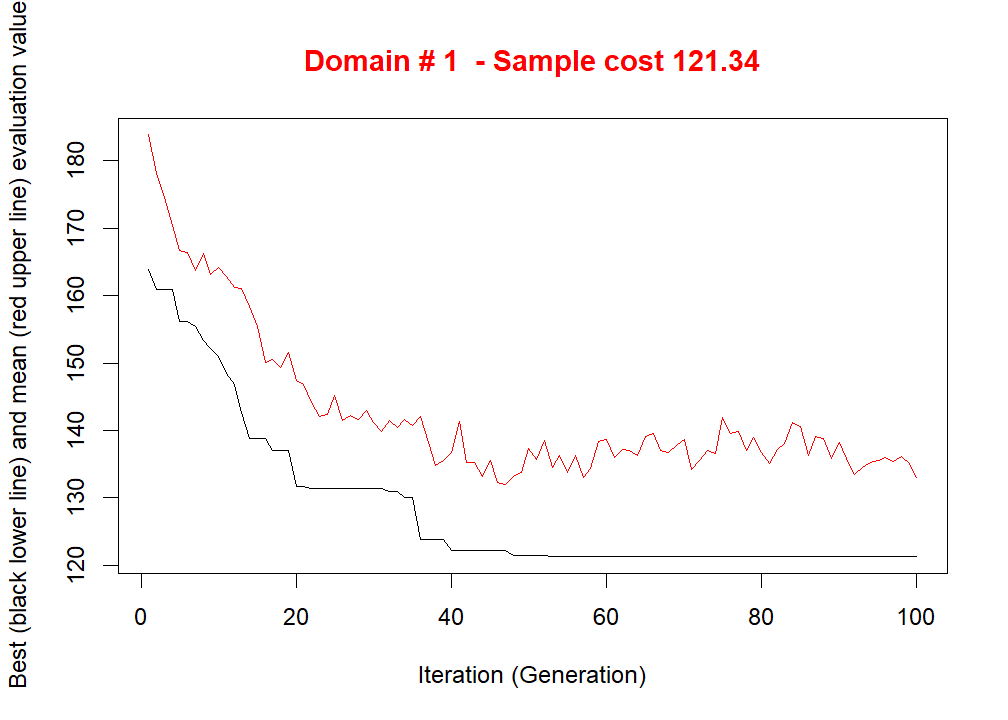 Domain # 1  - Sample cost 121.34
Best (black lower line) and mean (red upper line) evaluation value
180
170
160
150
140
130
120
0 20 40 60 80 100
Iteration (Generation)